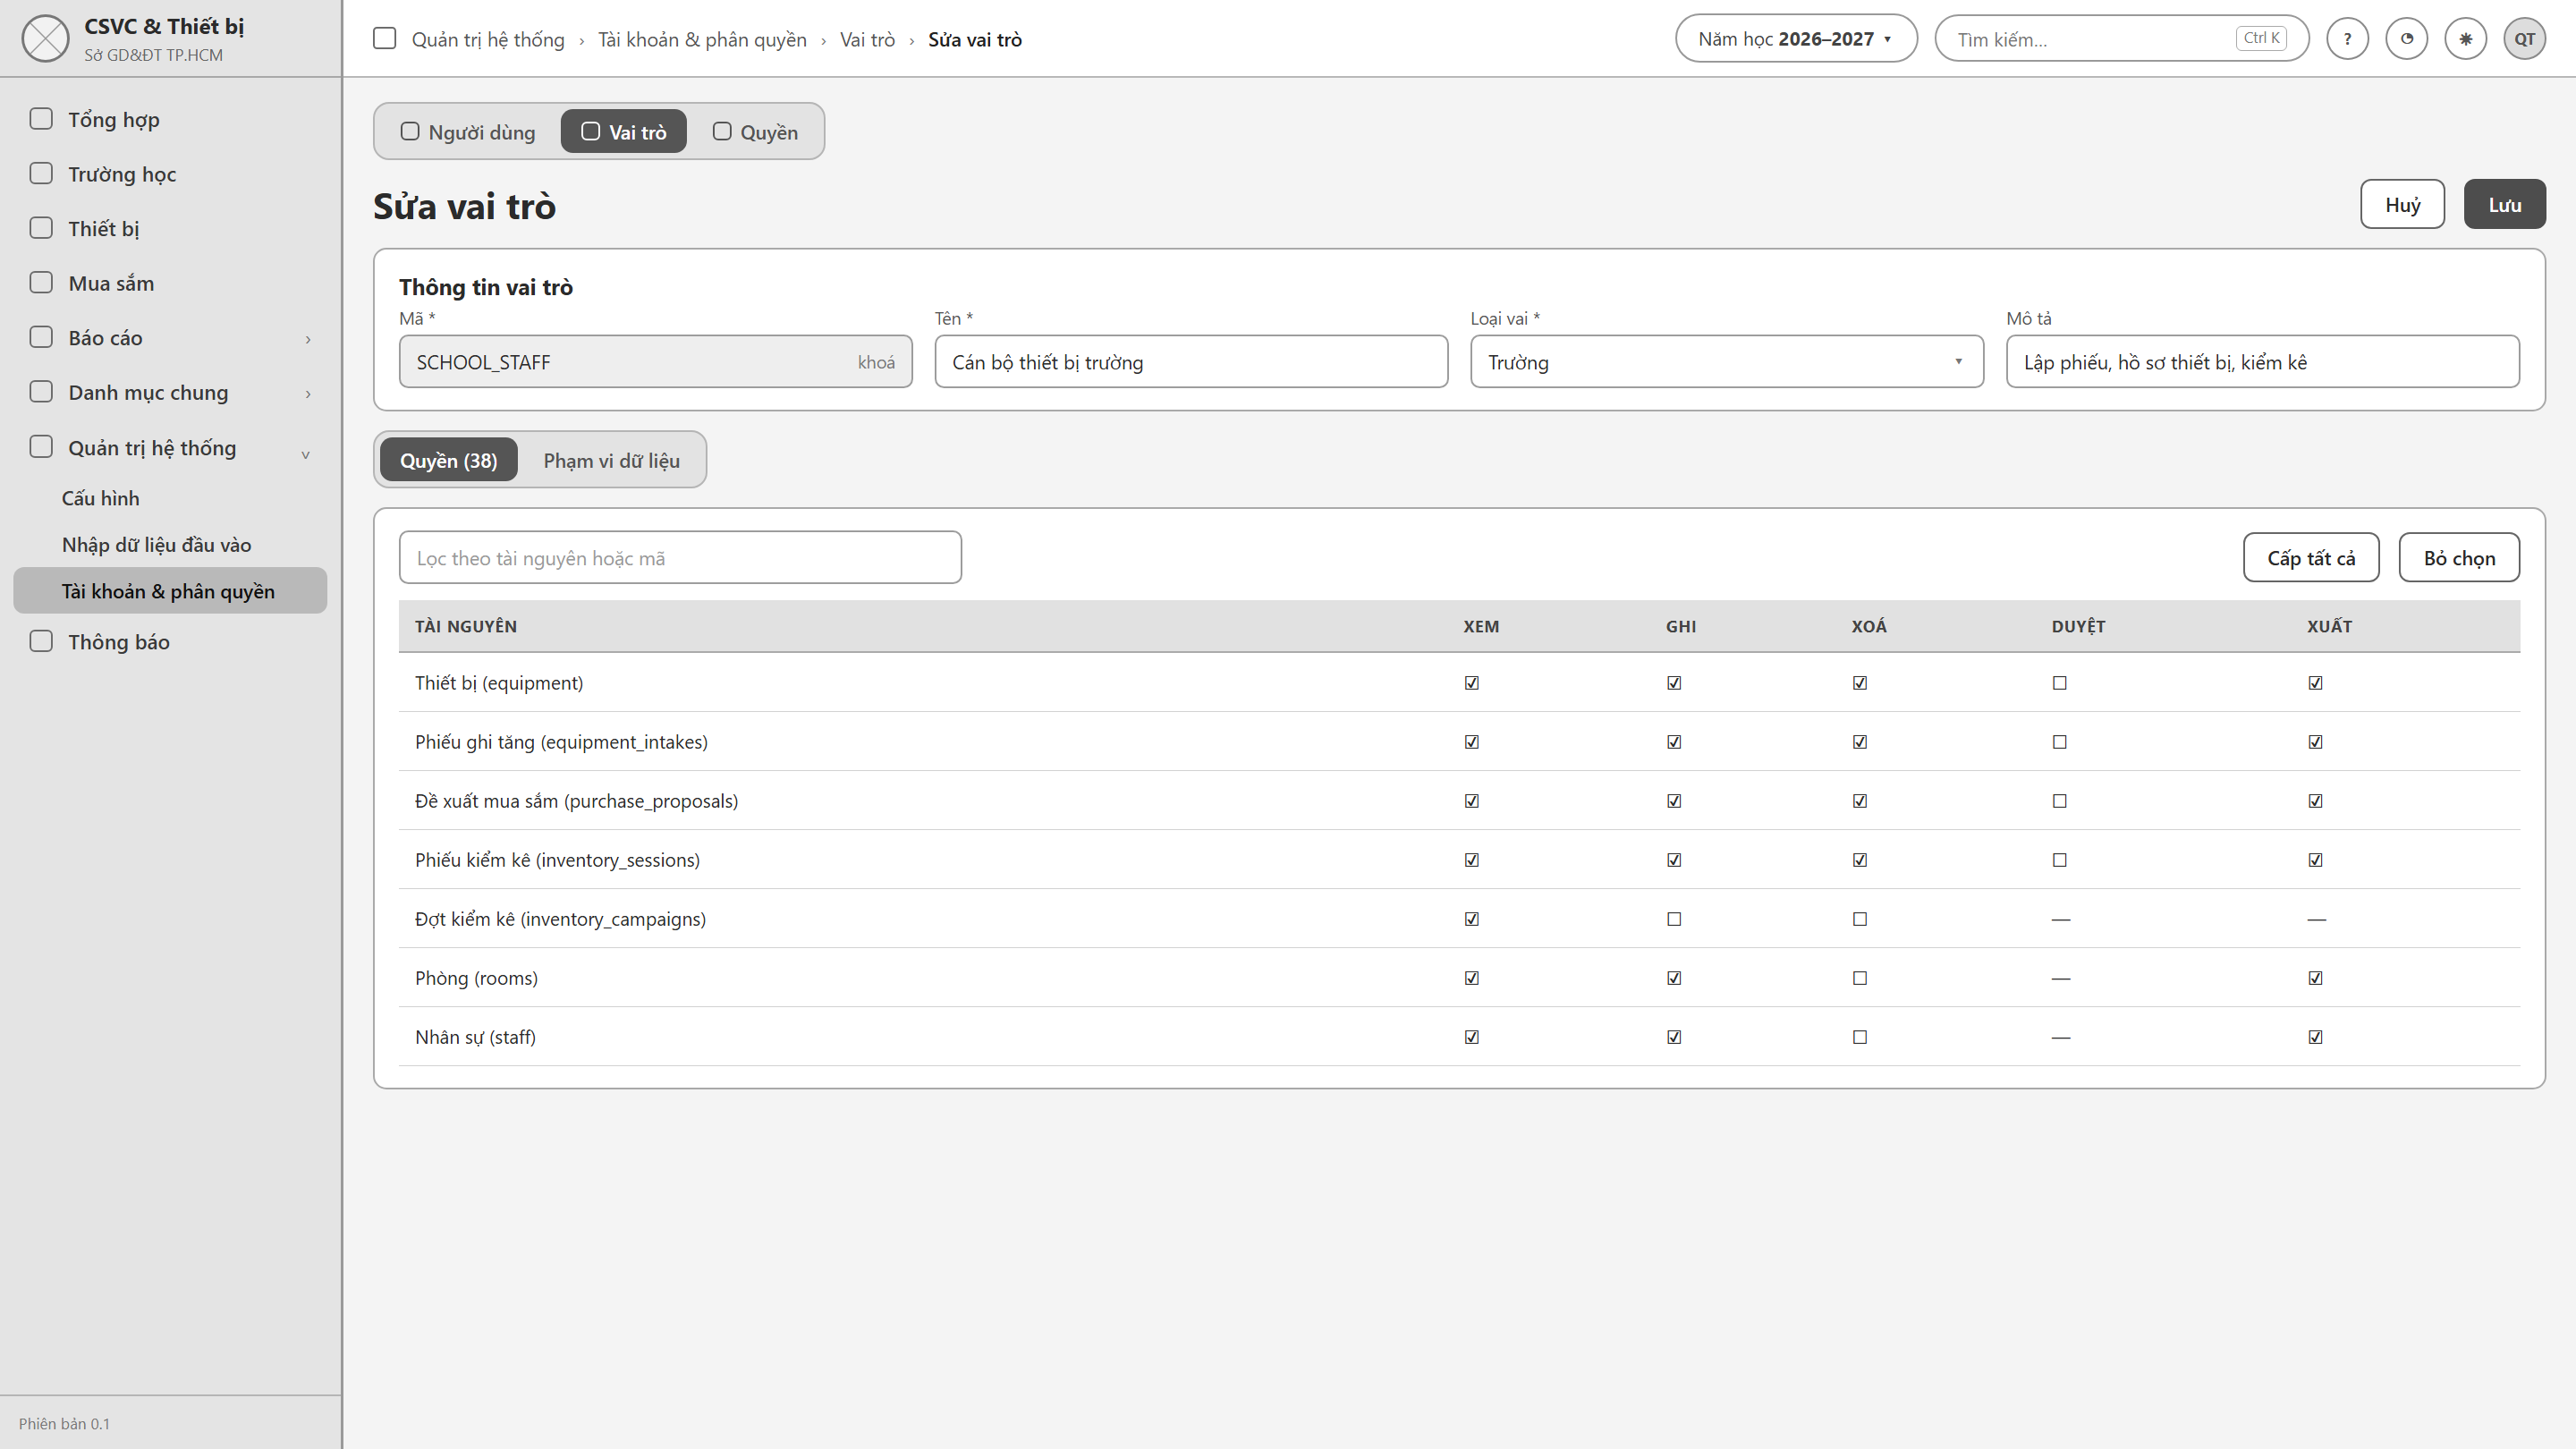 CSVC & Thiết bị
Sở GD&ĐT TP.HCM
Quản trị hệ thống › Tài khoản & phân quyền › Vai trò › Sửa vai trò
Năm học 2026–2027
Tìm kiếm...
Ctrl K
?
QT
Tổng hợp
Trường học
Thiết bị
Mua sắm
Báo cáo
Danh mục chung
Quản trị hệ thống
Cấu hình
Nhập dữ liệu đầu vào
Tài khoản & phân quyền
Thông báo
Phiên bản 0.1
Người dùng
Vai trò
Quyền
Sửa vai trò
Huỷ
Lưu
Thông tin vai trò
Mã *
Tên *
Loại vai *
Mô tả
SCHOOL_STAFF khoá
Cán bộ thiết bị trường
Trường
Lập phiếu, hồ sơ thiết bị, kiểm kê
Quyền (38)
Phạm vi dữ liệu
Lọc theo tài nguyên hoặc mã
Cấp tất cả
Bỏ chọn
TÀI NGUYÊN XEM GHI XOÁ DUYỆT XUẤT
Thiết bị (equipment) ☑ ☑ ☑ ☐ ☑
Phiếu ghi tăng (equipment_intakes) ☑ ☑ ☑ ☐ ☑
Đề xuất mua sắm (purchase_proposals) ☑ ☑ ☑ ☐ ☑
Phiếu kiểm kê (inventory_sessions) ☑ ☑ ☑ ☐ ☑
Đợt kiểm kê (inventory_campaigns) ☑ ☐ ☐ — —
Phòng (rooms) ☑ ☑ ☐ — ☑
Nhân sự (staff) ☑ ☑ ☐ — ☑